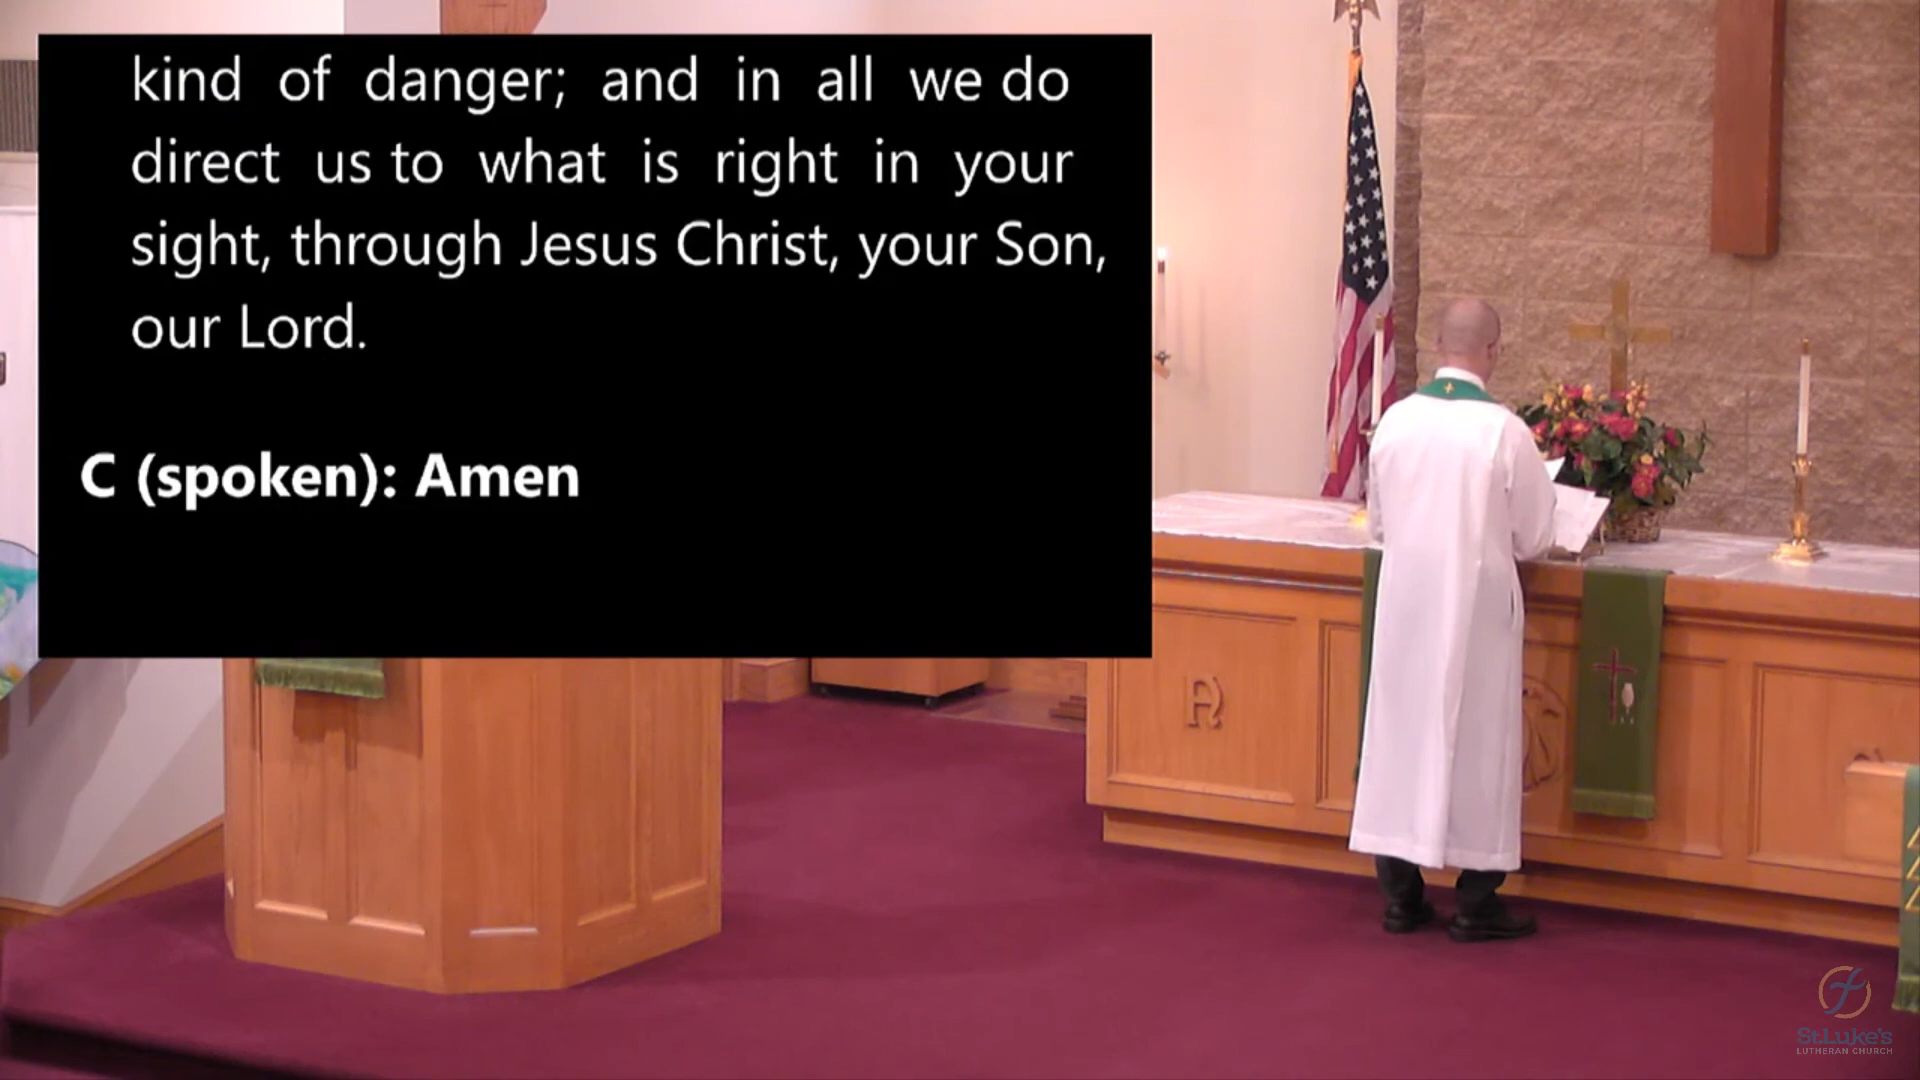 kind of danger; and in all we do
direct us to what is right in your
sight, through Jesus Christ, your Son,
our Lord.
C (spoken): Amen
St.Luke's
LUTHERAN CHURCH